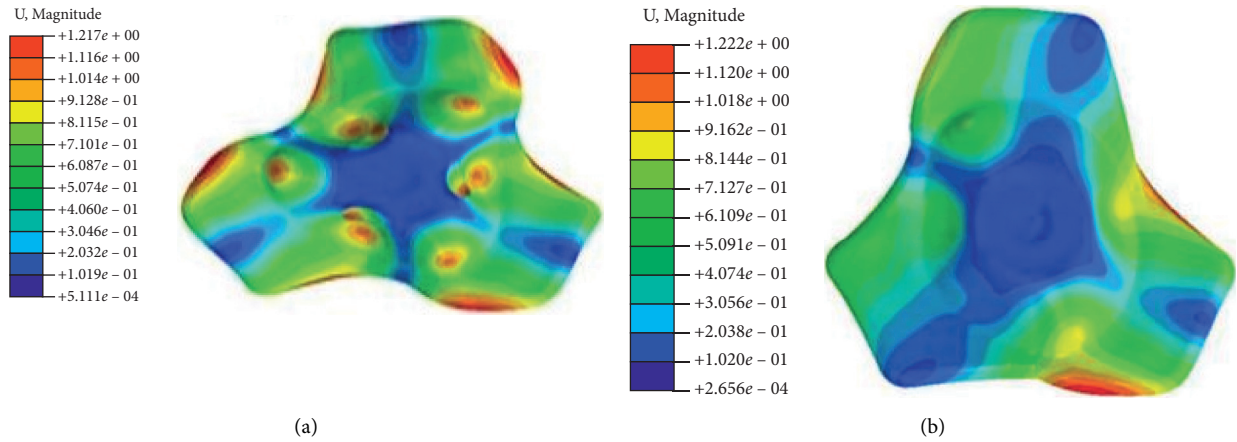 U, Magnitude
+1.217e + 00
+1.116e + 00
+1.014e + 00
+9.128e – 01
+8.115e – 01
+7.101e – 01
+6.087e – 01
+5.074e – 01
+4.060e – 01
+3.046e – 01
+2.032e – 01
+1.019e – 01
+5.111e – 04
(a)
U, Magnitude
+1.222e + 00
+1.120e + 00
+1.018e + 00
+9.162e – 01
+8.144e – 01
+7.127e – 01
+6.109e – 01
+5.091e – 01
+4.074e – 01
+3.056e – 01
+2.038e – 01
+1.020e – 01
+2.656e – 04
(b)